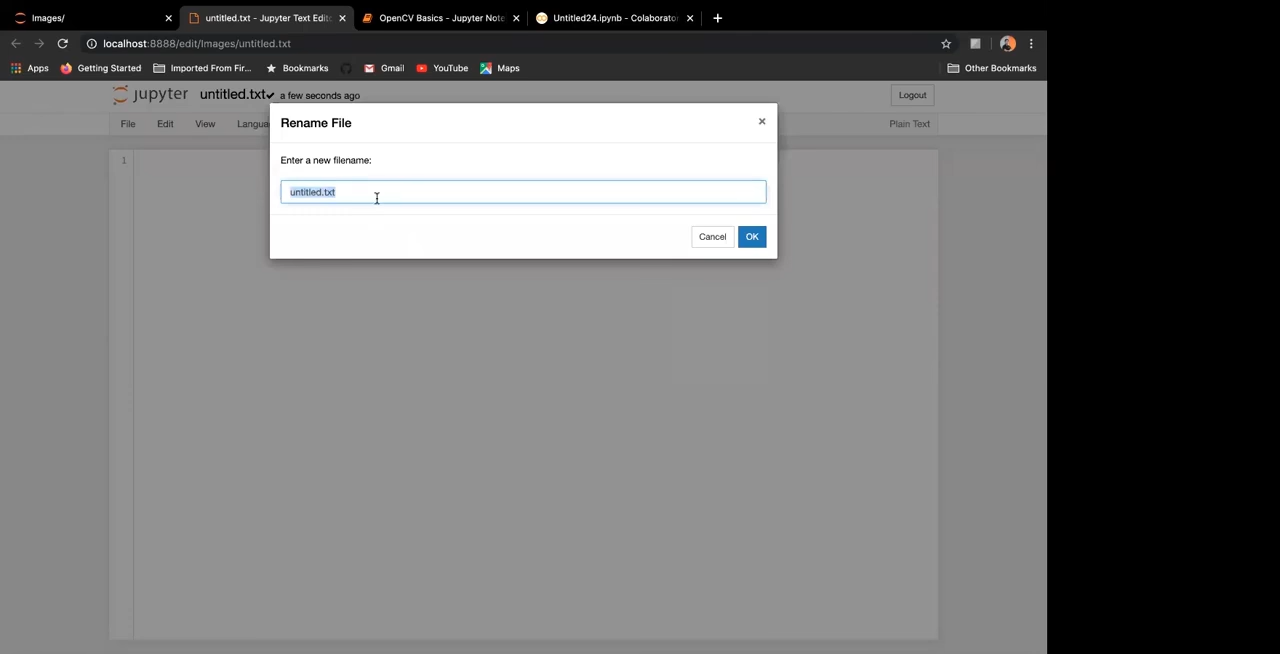 Images/
untitled.txt - Jupyter Text Edit
OpenCV Basics - Jupyter Note
Untitled24.ipynb - Colaborator
localhost:8888/edit/Images/untitled.txt
Apps Getting Started Imported From Fir... Bookmarks Gmail YouTube Maps Other Bookmarks
jupyter untitled.txt a few seconds ago Logout
File Edit View Langua Plain Text
Rename File
Enter a new filename:
untitled.txt
Cancel OK
1